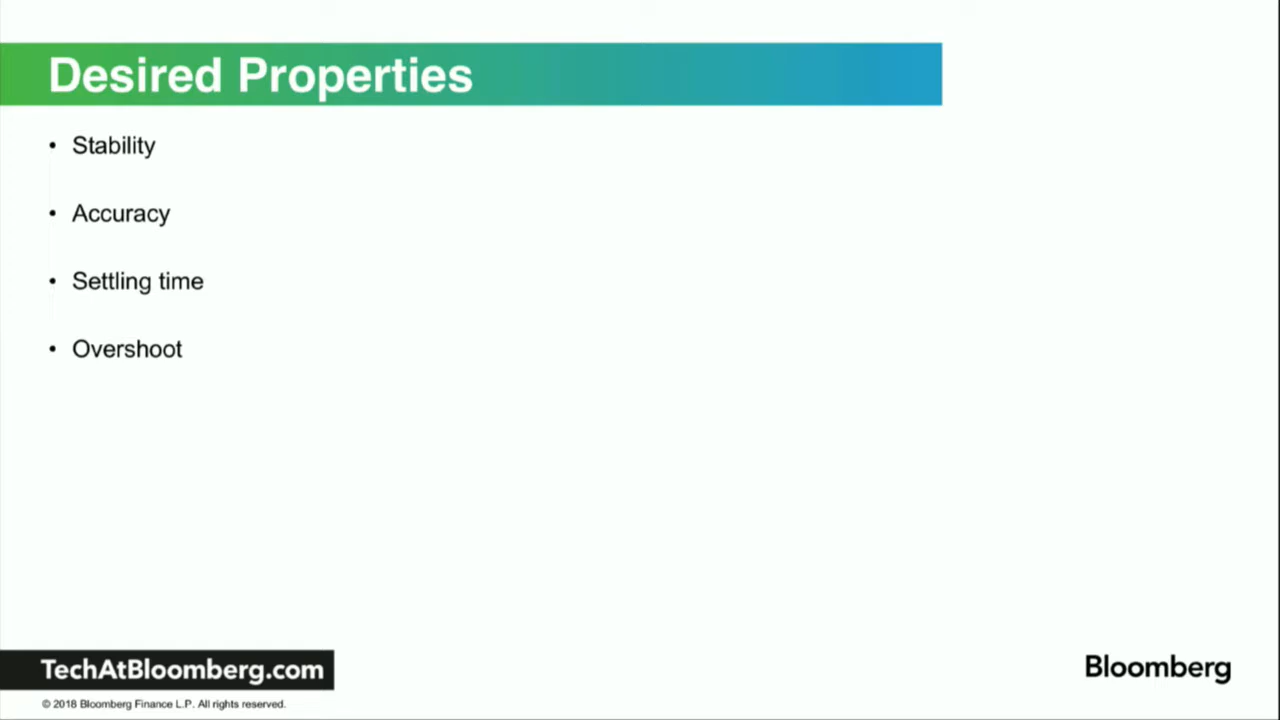 Desired Properties
• Stability
• Accuracy
• Settling time
• Overshoot
TechAtBloomberg.com
Bloomberg
© 2018 Bloomberg Finance L.P. All rights reserved.